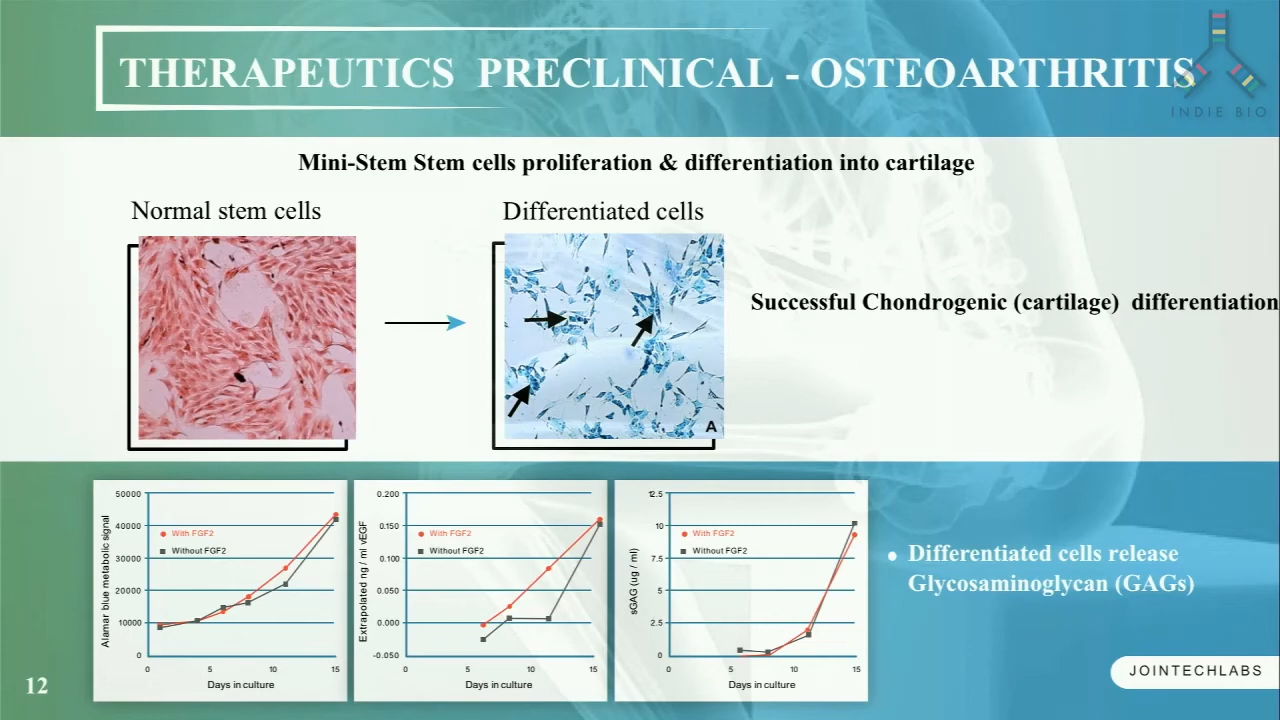 THERAPEUTICS PRECLINICAL - OSTEOARTHRITIS
INDIE BIO
Mini-Stem Stem cells proliferation & differentiation into cartilage
Normal stem cells
Differentiated cells
A
Successful Chondrogenic (cartilage) differentiation
50000
40000
30000
20000
10000
0
Alamar blue metabolic signal
With FGF2
Without FGF2
0 5 10 15
Days in culture
0.200
0.150
0.100
0.050
0.000
-0.050
Extrapolated ng / ml vEGF
With FGF2
Without FGF2
0 5 10 15
Days in culture
12.5
10
7.5
5
2.5
0
sGAG (ug / ml)
With FGF2
Without FGF2
0 5 10 15
Days in culture
• Differentiated cells release
Glycosaminoglycan (GAGs)
JOINTECHLABS
12